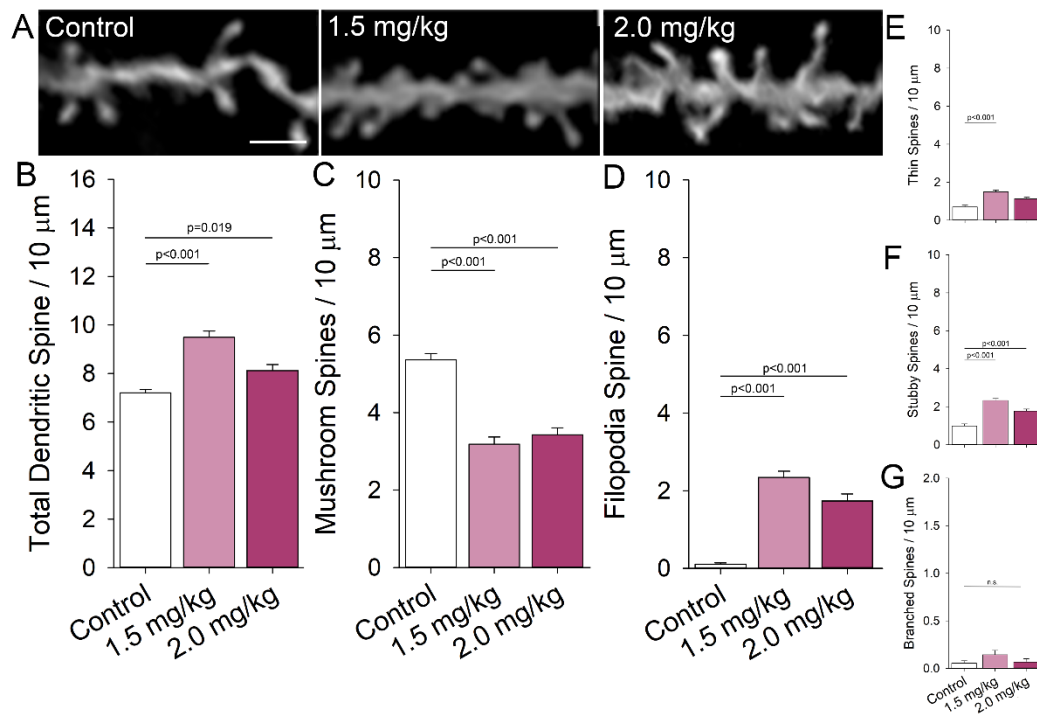 A
Control
1.5 mg/kg
2.0 mg/kg
B
Total Dendritic Spine / 10 μm
16
14
12
10
8
6
4
2
0
p=0.019
p<0.001
Control
1.5 mg/kg
2.0 mg/kg
C
Mushroom Spines / 10 μm
10
8
6
4
2
0
p<0.001
p<0.001
Control
1.5 mg/kg
2.0 mg/kg
D
Filopodia Spine / 10 μm
10
8
6
4
2
0
p<0.001
p<0.001
Control
1.5 mg/kg
2.0 mg/kg
E
Thin Spines / 10 μm
10
8
6
4
2
0
p<0.001
F
Stubby Spines / 10 μm
10
8
6
4
2
0
p<0.001
p<0.001
G
Branched Spines / 10 μm
2.0
1.5
1.0
0.5
0.0
n.s.
Control
1.5 mg/kg
2.0 mg/kg